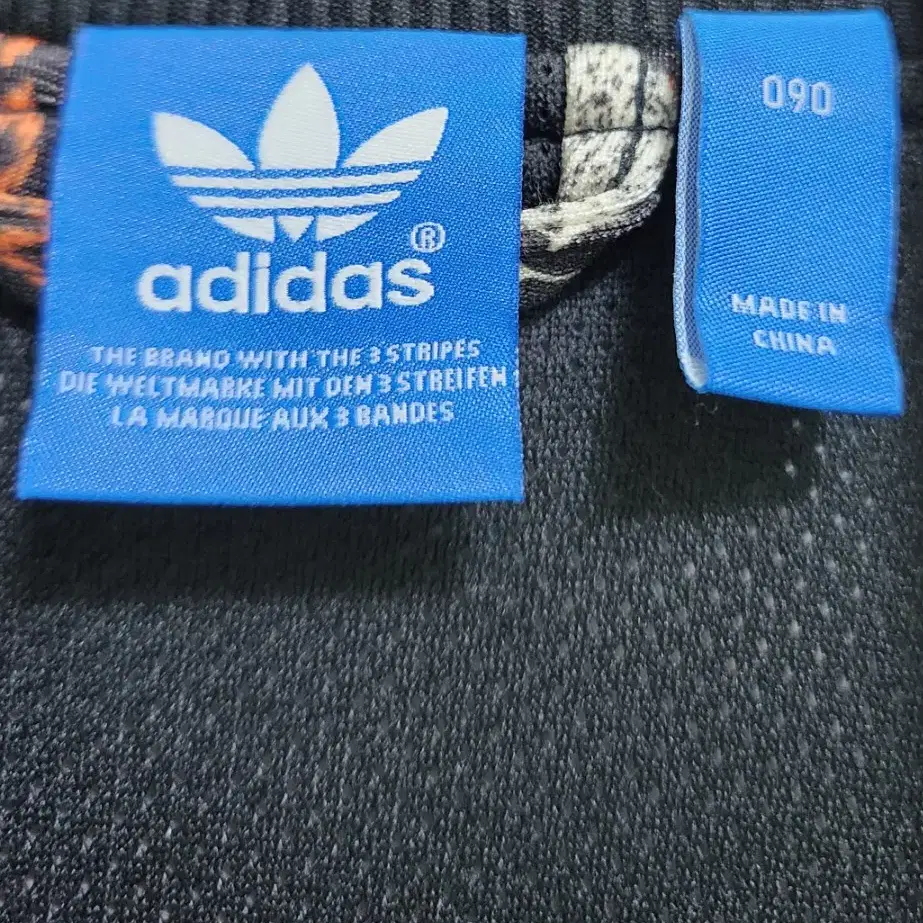 adidas®
THE BRAND WITH THE 3 STRIPES
DIE WELTMARKE MIT DEN 3 STREIFEN
LA MARQUE AUX 3 BANDES
090
MADE IN
CHINA